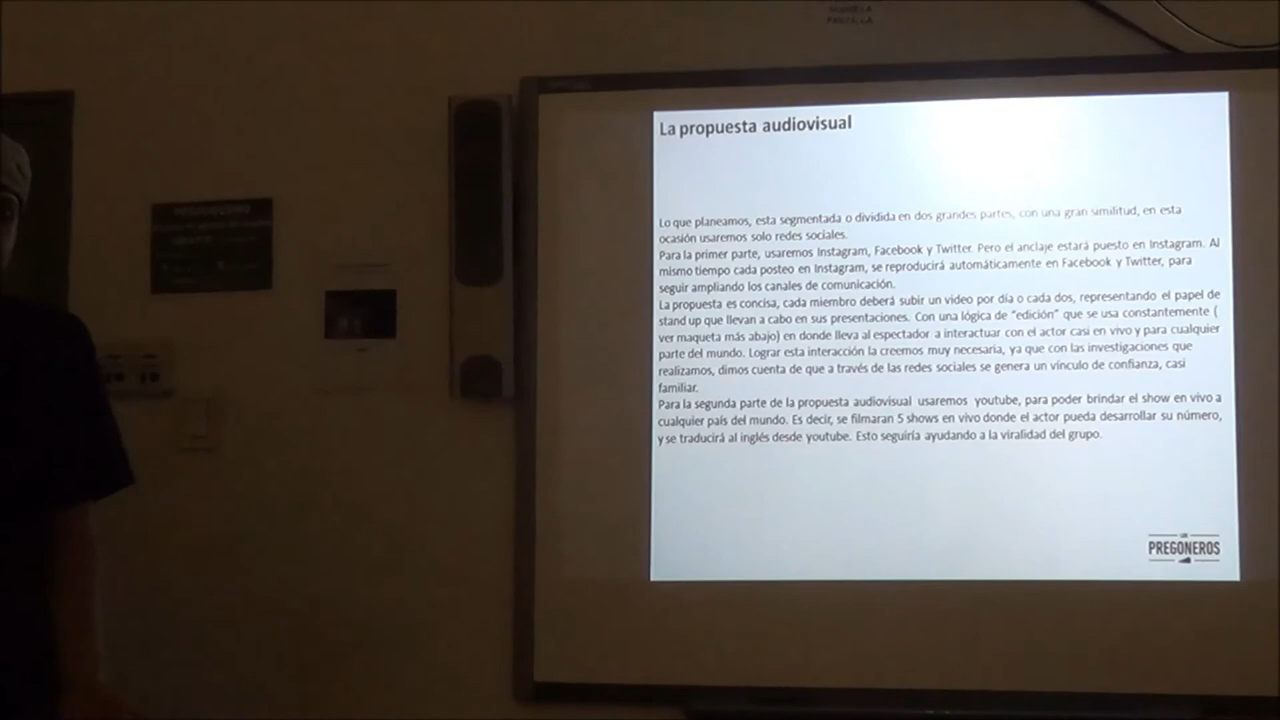 La propuesta audiovisual
Lo que planeamos, esta segmentada o dividida en dos grandes partes, con una gran similitud, en esta
ocasión usaremos solo redes sociales.
Para la primer parte, usaremos Instagram, Facebook y Twitter. Pero el anclaje estará puesto en Instagram. Al
mismo tiempo cada posteo en Instagram, se reproducirá automáticamente en Facebook y Twitter, para
seguir ampliando los canales de comunicación.
La propuesta es concisa, cada miembro deberá subir un video por día o cada dos, representando el papel de
stand up que llevan a cabo en sus presentaciones. Con una lógica de “edición” que se usa constantemente (
ver maqueta más abajo) en donde lleva al espectador a interactuar con el actor casi en vivo y para cualquier
parte del mundo. Lograr esta interacción la creemos muy necesaria, ya que con las investigaciones que
realizamos, dimos cuenta de que a través de las redes sociales se genera un vínculo de confianza, casi
familiar.
Para la segunda parte de la propuesta audiovisual usaremos youtube, para poder brindar el show en vivo a
cualquier país del mundo. Es decir, se filmaran 5 shows en vivo donde el actor pueda desarrollar su número,
y se traducirá al inglés desde youtube. Esto seguiría ayudando a la viralidad del grupo.
PREGONEROS